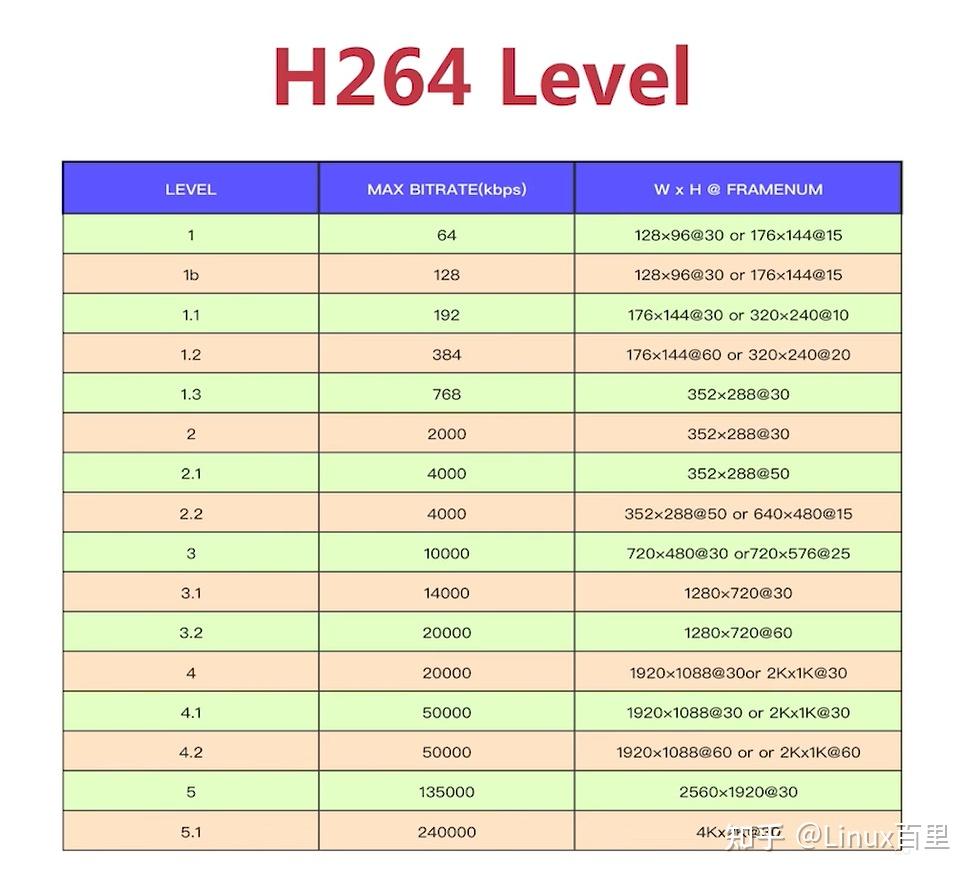 H264 Level
LEVEL MAX BITRATE(kbps) W x H @ FRAMENUM
1 64 128×96@30 or 176×144@15
1b 128 128×96@30 or 176×144@15
1.1 192 176×144@30 or 320×240@10
1.2 384 176×144@60 or 320×240@20
1.3 768 352×288@30
2 2000 352×288@30
2.1 4000 352×288@50
2.2 4000 352×288@50 or 640×480@15
3 10000 720×480@30 or720×576@25
3.1 14000 1280×720@30
3.2 20000 1280×720@60
4 20000 1920×1088@30or 2Kx1K@30
4.1 50000 1920×1088@30 or 2Kx1K@30
4.2 50000 1920×1088@60 or or 2Kx1K@60
5 135000 2560×1920@30
5.1 240000
知乎 @Linux百里